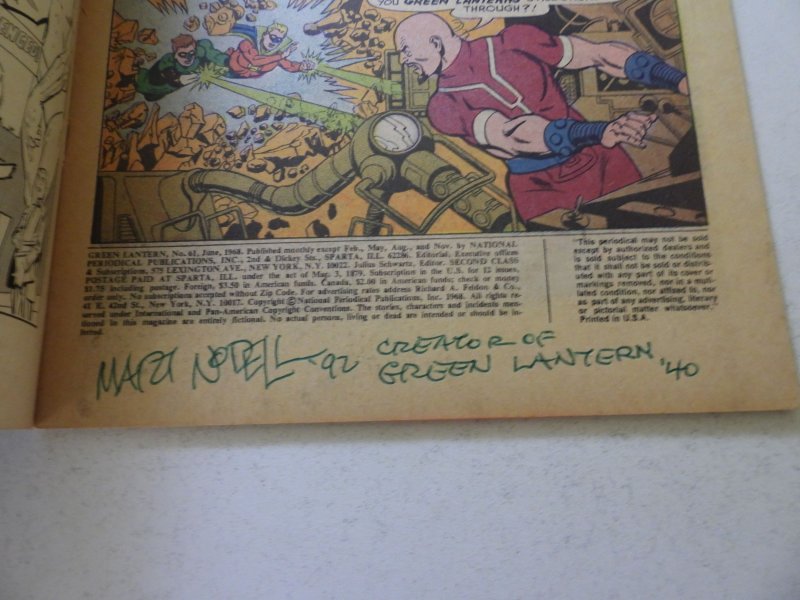 YOU GREEN LANTERNS
THROUGH?!
GREEN LANTERN, No. 61, June, 1968. Published monthly except Feb., May, Aug., and Nov. by NATIONAL
PERIODICAL PUBLICATIONS, INC., 2nd & Dickey Sts., SPARTA, ILL. 62286. Editorial, Executive offices
& Subscriptions, 575 LEXINGTON AVE., NEW YORK, N.Y. 10022. Julius Schwartz, Editor. SECOND CLASS
POSTAGE PAID AT SPARTA, ILL. under the act of Mar. 3, 1879. Subscription in the U.S. for 12 issues,
$1.75 including postage. Foreign, $3.50 in American funds. Canada, $2.00 in American funds; check or money
order only. No subscriptions accepted without Zip Code. For advertising rates address Richard A. Feldon & Co.,
41 E. 42nd St., New York, N.Y. 10017. Copyright © National Periodical Publications, Inc. 1968. All rights re-
served under International and Pan-American Copyright Conventions. The stories, characters and incidents men-
tioned in this magazine are entirely fictional. No actual persons, living or dead are intended or should be in-
ferred.
"This periodical may not be sold
except by authorized dealers and
is sold subject to the conditions
that it shall not be sold or distrib-
uted with any part of its cover or
markings removed, nor in a muti-
lated condition, nor affixed to, nor
as part of any advertising, literary
or pictorial matter whatsoever."
Printed in U.S.A.
MART NODELL '92
CREATOR OF
GREEN LANTERN '40